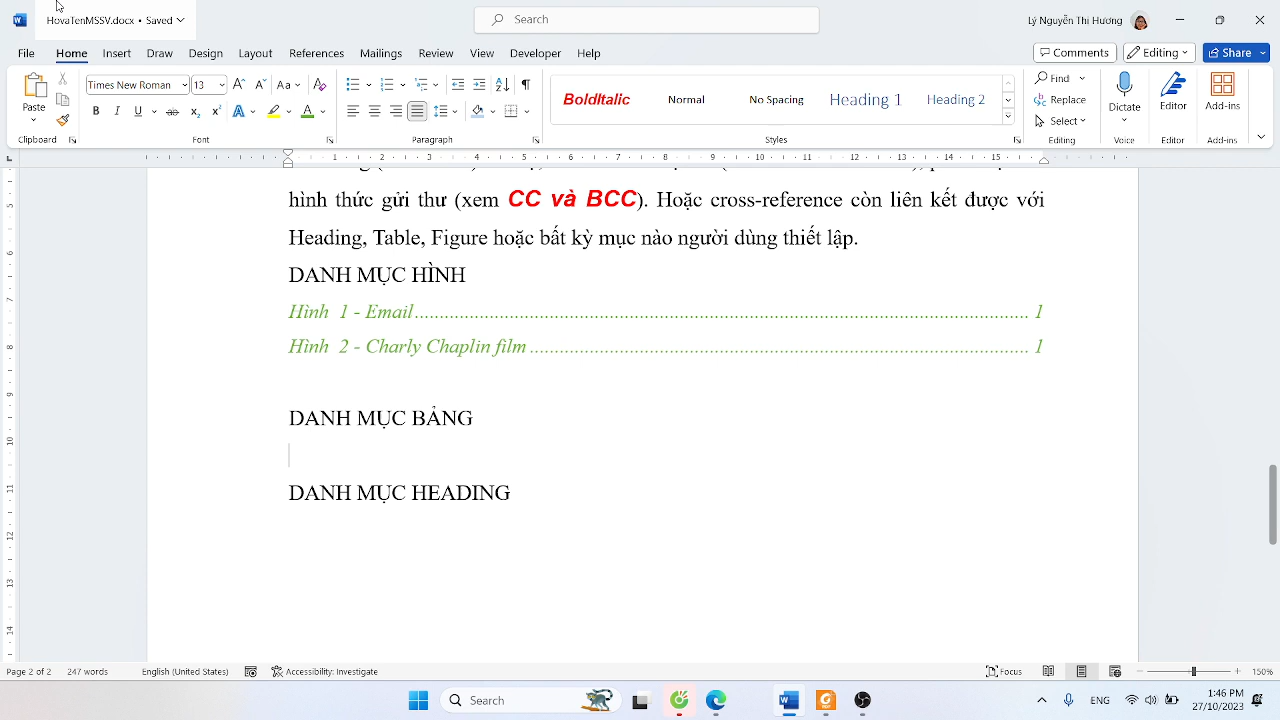 HovaTenMSSV.docx • Saved
Search
Lý Nguyễn Thi Hương
File Home Insert Draw Design Layout References Mailings Review View Developer Help
Comments Editing Share
Paste
Times New Roman 13
BoldItalic Normal No Spacing Heading 1 Heading 2
Find
Replace
Select
Dictate Editor Add-ins
Clipboard Font Paragraph Styles Editing Voice Editor Add-ins
hình thức gửi thư (xem CC và BCC). Hoặc cross-reference còn liên kết được với
Heading, Table, Figure hoặc bất kỳ mục nào người dùng thiết lập.
DANH MỤC HÌNH
Hình 1 - Email 1
Hình 2 - Charly Chaplin film 1
DANH MỤC BẢNG
DANH MỤC HEADING
Page 2 of 2 247 words English (United States) Accessibility: Investigate Focus 150%
Search
ENG
1:46 PM
27/10/2023